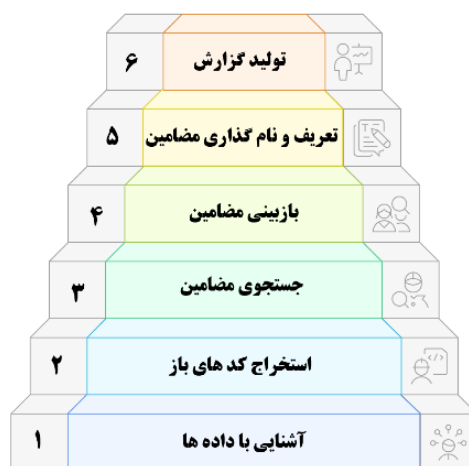 تولید گزارش ۶
تعریف و نام گذاری مضامین ۵
بازبینی مضامین ۴
جستجوی مضامین ۳
استخراج کد های باز ۲
آشنایی با داده ها ۱